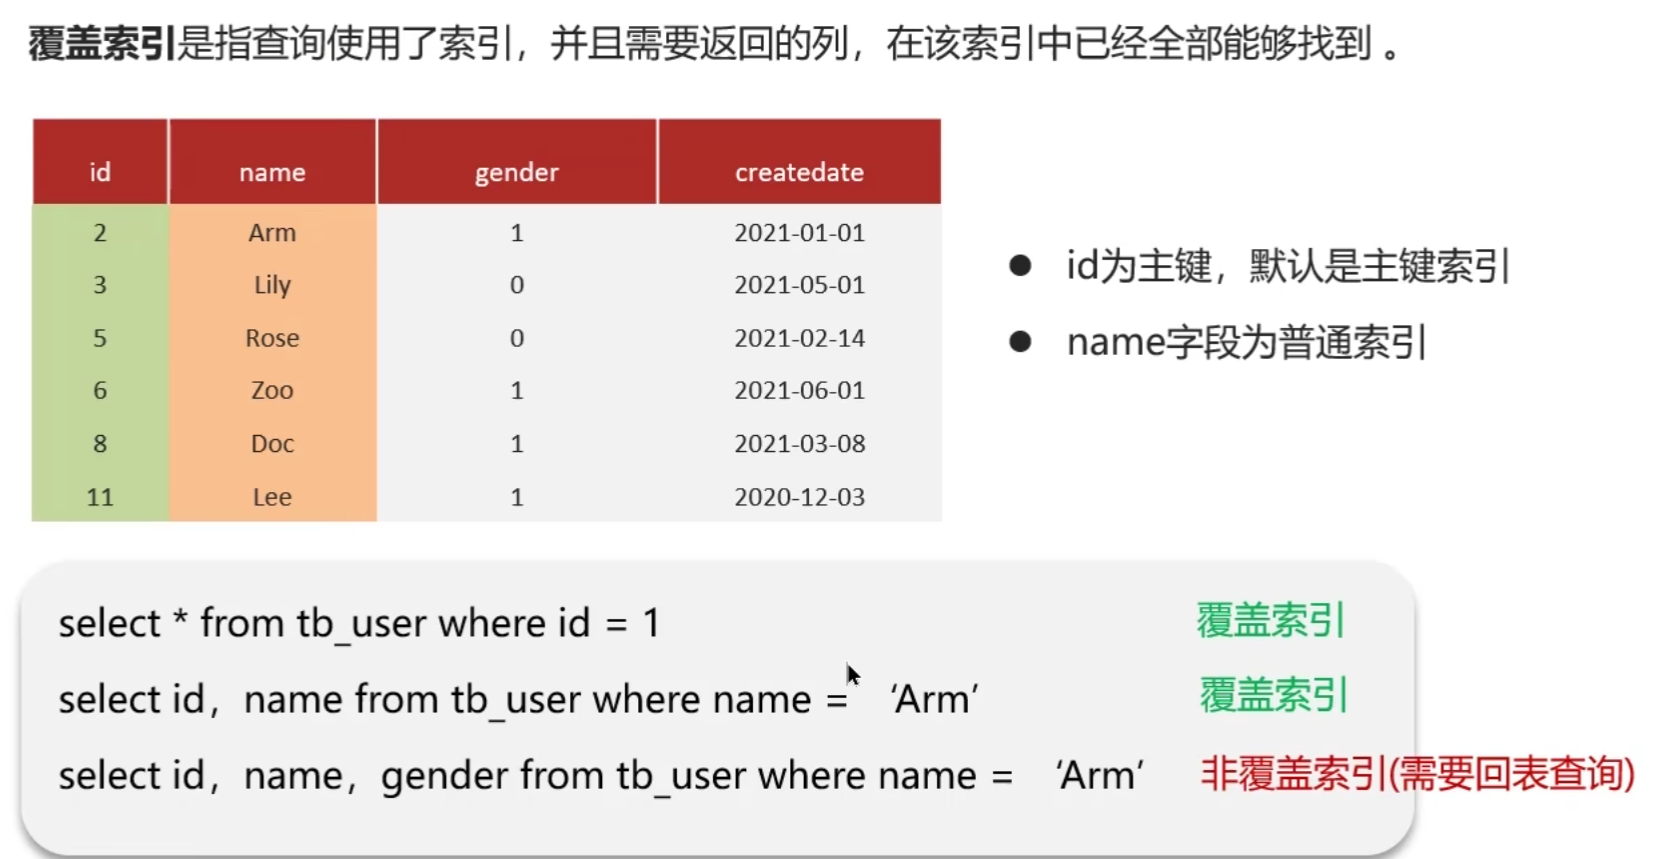 覆盖索引是指查询使用了索引，并且需要返回的列，在该索引中已经全部能够找到 。
id name gender createdate
2 Arm 1 2021-01-01
3 Lily 0 2021-05-01
5 Rose 0 2021-02-14
6 Zoo 1 2021-06-01
8 Doc 1 2021-03-08
11 Lee 1 2020-12-03
● id为主键，默认是主键索引
● name字段为普通索引
select * from tb_user where id = 1 覆盖索引
select id，name from tb_user where name = ‘Arm’ 覆盖索引
select id，name，gender from tb_user where name = ‘Arm’ 非覆盖索引(需要回表查询)